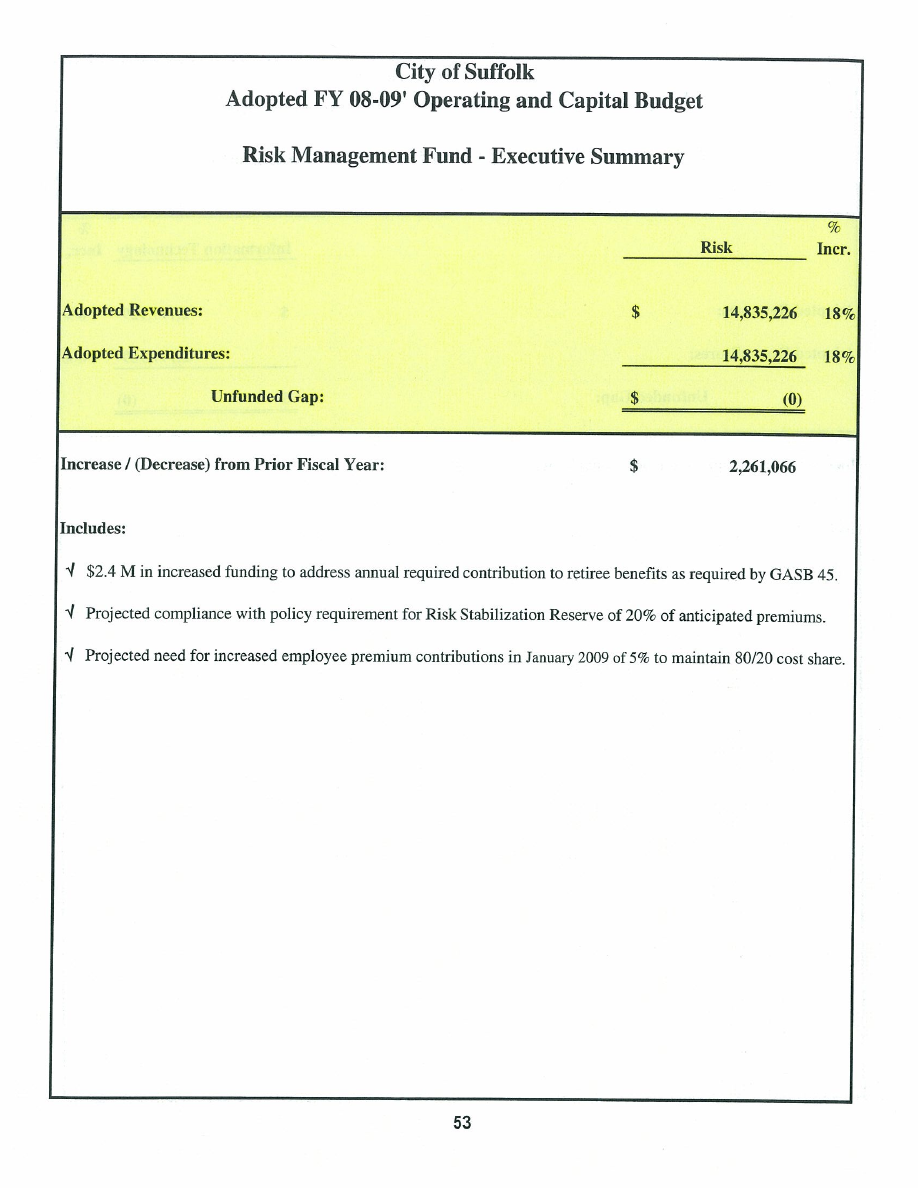 City of Suffolk
Adopted FY 08-09' Operating and Capital Budget
Risk Management Fund - Executive Summary
%
Risk Incr.
Adopted Revenues: $ 14,835,226 18%
Adopted Expenditures: 14,835,226 18%
Unfunded Gap: $ (0)
Increase / (Decrease) from Prior Fiscal Year: $ 2,261,066
Includes:
√ $2.4 M in increased funding to address annual required contribution to retiree benefits as required by GASB 45.
√ Projected compliance with policy requirement for Risk Stabilization Reserve of 20% of anticipated premiums.
√ Projected need for increased employee premium contributions in January 2009 of 5% to maintain 80/20 cost share.
53